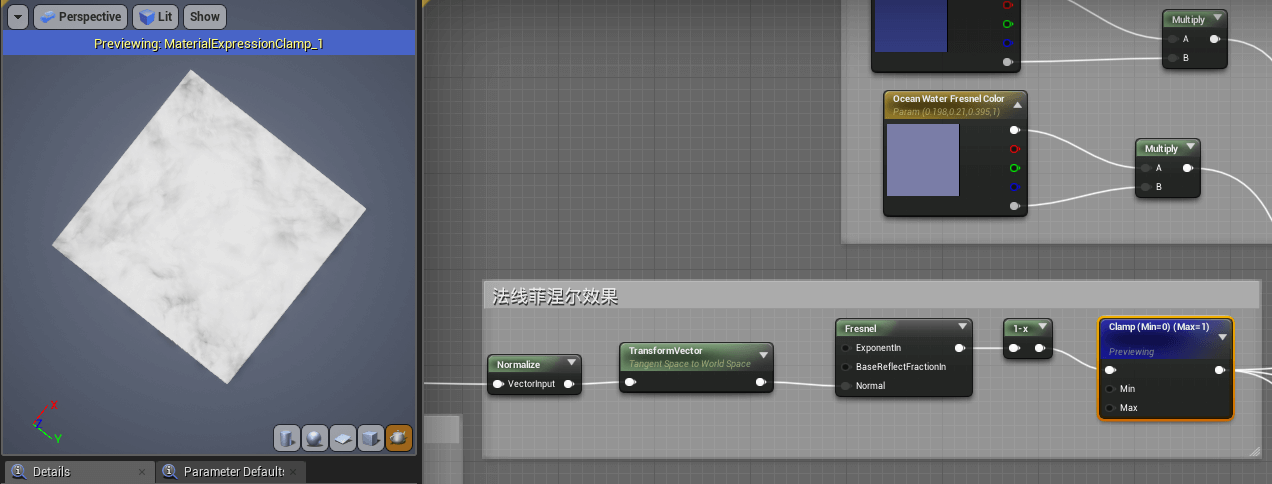 Perspective
Lit
Show
Previewing: MaterialExpressionClamp_1
X
Z
Y
Details
Parameter Default
Multiply
A
B
Ocean Water Fresnel Color
Param (0.198,0.21,0.395,1)
Multiply
A
B
法线菲涅尔效果
Normalize
VectorInput
TransformVector
Tangent Space to World Space
Fresnel
ExponentIn
BaseReflectFractionIn
Normal
1-x
Clamp (Min=0) (Max=1)
Previewing
Min
Max